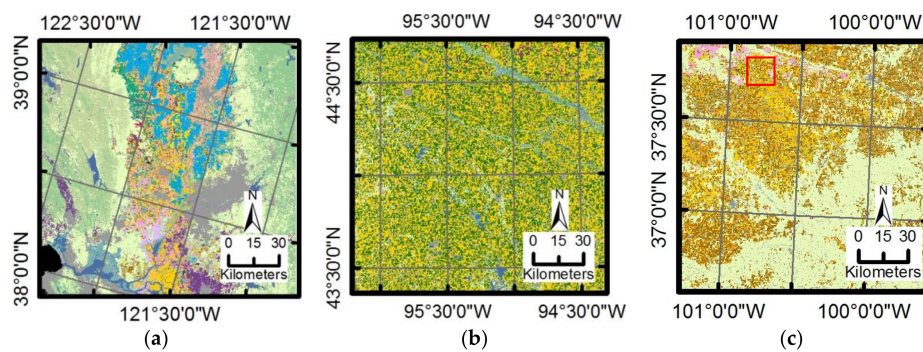 122°30'0"W 121°30'0"W
39°0'0"N
38°0'0"N
N
0 15 30
Kilometers
121°30'0"W
(a)
95°30'0"W 94°30'0"W
44°30'0"N
43°30'0"N
N
0 15 30
Kilometers
95°30'0"W 94°30'0"W
(b)
101°0'0"W 100°0'0"W
37°30'0"N
37°0'0"N
N
0 15 30
Kilometers
101°0'0"W 100°0'0"W
(c)